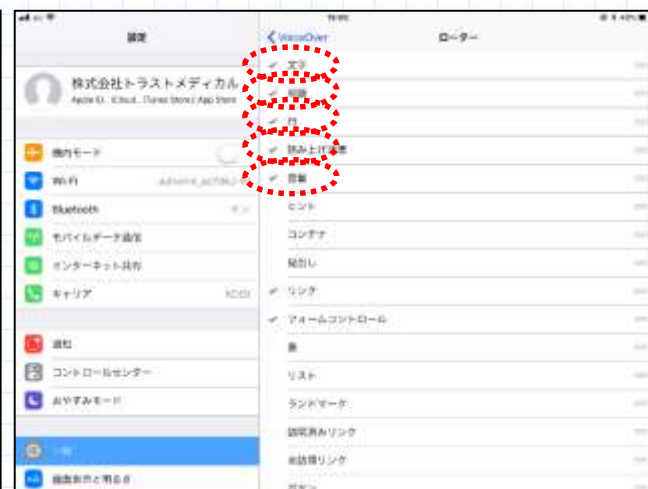 設定
株式会社トラストメディカル
Apple ID、iCloud、iTunes StoreとApp Store
機内モード
Wi-Fi
Bluetooth
オン
モバイルデータ通信
インターネット共有
キャリア
KDDI
通知
コントロールセンター
おやすみモード
一般
画面表示と明るさ
VoiceOver
ローター
文字
単語
行
読み上げ速度
音量
ヒント
コンテナ
見出し
リンク
フォームコントロール
表
リスト
ランドマーク
訪問済みリンク
未訪問リンク
ボタン